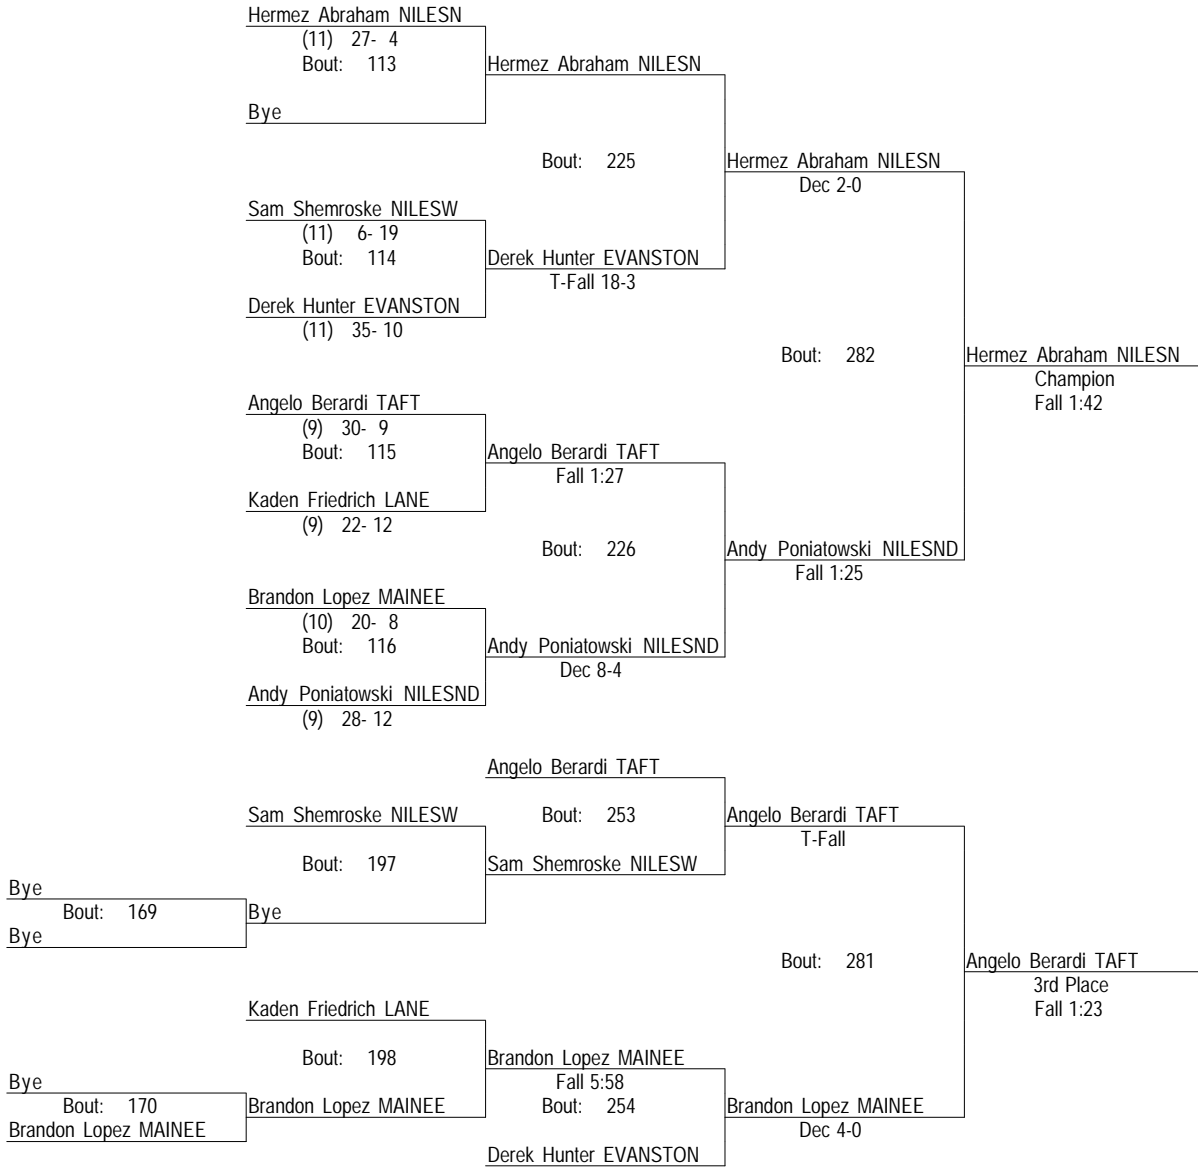 Hermez Abraham NILESN
(11) 27- 4
Bout: 113
Hermez Abraham NILESN
Bye
Bout: 225
Hermez Abraham NILESN
Dec 2-0
Sam Shemroske NILESW
(11) 6- 19
Bout: 114
Derek Hunter EVANSTON
T-Fall 18-3
Derek Hunter EVANSTON
(11) 35- 10
Bout: 282
Hermez Abraham NILESN
Champion
Fall 1:42
Angelo Berardi TAFT
(9) 30- 9
Bout: 115
Angelo Berardi TAFT
Fall 1:27
Kaden Friedrich LANE
(9) 22- 12
Bout: 226
Andy Poniatowski NILESND
Fall 1:25
Brandon Lopez MAINEE
(10) 20- 8
Bout: 116
Andy Poniatowski NILESND
Dec 8-4
Andy Poniatowski NILESND
(9) 28- 12
Angelo Berardi TAFT
Sam Shemroske NILESW
Bout: 253
Angelo Berardi TAFT
T-Fall
Bout: 197
Sam Shemroske NILESW
Bye
Bout: 169
Bye
Bye
Bout: 281
Angelo Berardi TAFT
3rd Place
Fall 1:23
Kaden Friedrich LANE
Bout: 198
Brandon Lopez MAINEE
Fall 5:58
Bye
Bout: 170
Brandon Lopez MAINEE
Bout: 254
Brandon Lopez MAINEE
Dec 4-0
Brandon Lopez MAINEE
Derek Hunter EVANSTON